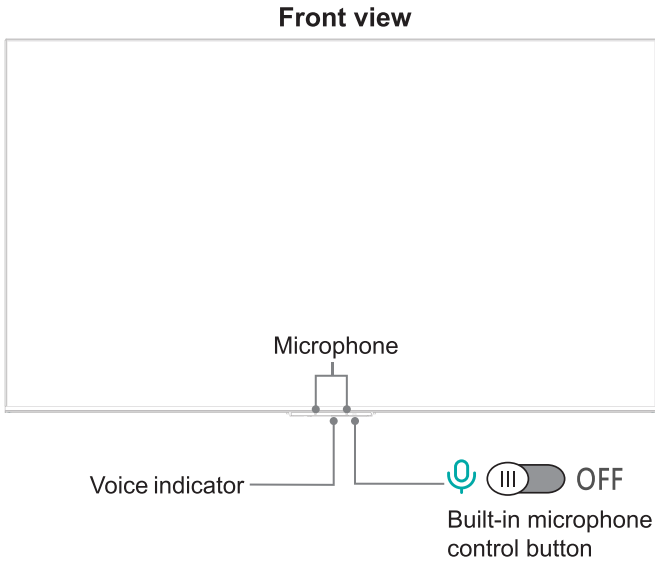 Front view
Microphone
Voice indicator
OFF
Built-in microphone
control button